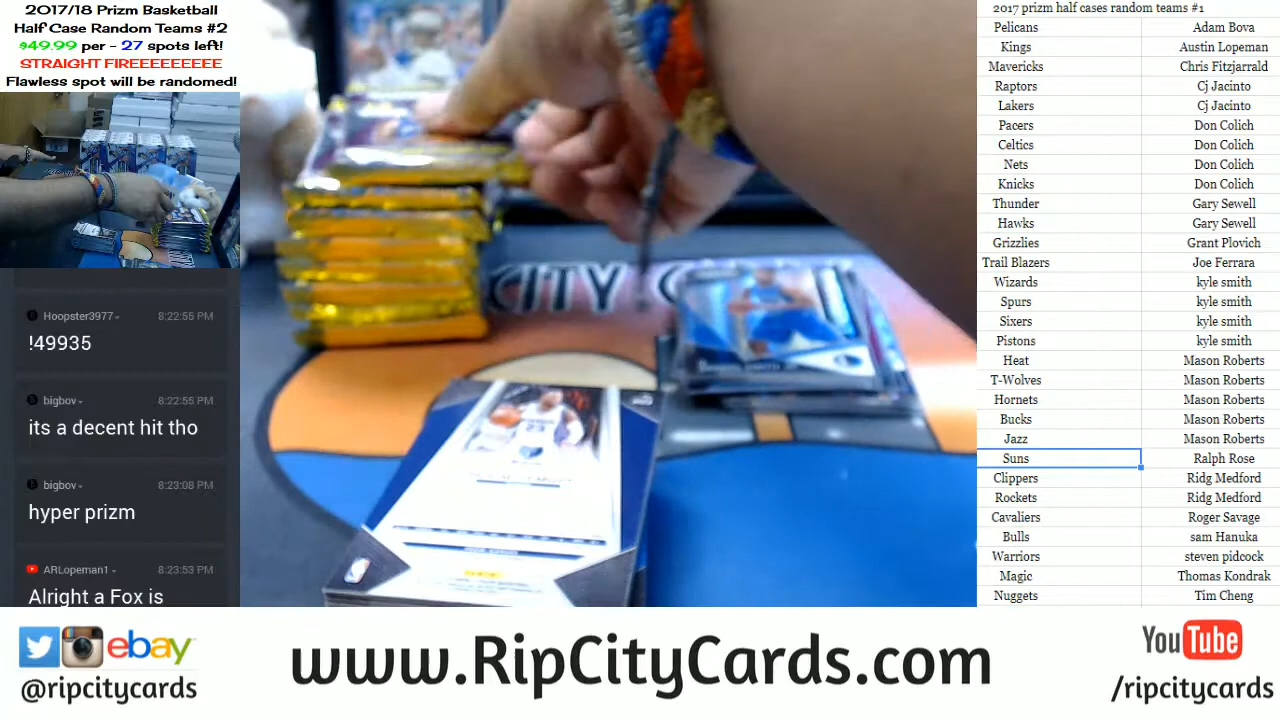 2017/18 Prizm Basketball
Half Case Random Teams #2
$49.99 per - 27 spots left!
STRAIGHT FIREEEEEEEEE
Flawless spot will be randomed!
Hoopster3977
8:22:55 PM
!49935
bigbov
8:22:55 PM
its a decent hit tho
bigbov
8:23:08 PM
hyper prizm
ARLopeman1
8:23:53 PM
Alright a Fox is
CITY
2017 prizm half cases random teams #1
Pelicans Adam Bova
Kings Austin Lopeman
Mavericks Chris Fitzjarrald
Raptors Cj Jacinto
Lakers Cj Jacinto
Pacers Don Colich
Celtics Don Colich
Nets Don Colich
Knicks Don Colich
Thunder Gary Sewell
Hawks Gary Sewell
Grizzlies Grant Plovich
Trail Blazers Joe Ferrara
Wizards kyle smith
Spurs kyle smith
Sixers kyle smith
Pistons kyle smith
Heat Mason Roberts
T-Wolves Mason Roberts
Hornets Mason Roberts
Bucks Mason Roberts
Jazz Mason Roberts
Suns Ralph Rose
Clippers Ridg Medford
Rockets Ridg Medford
Cavaliers Roger Savage
Bulls sam Hanuka
Warriors steven pidcock
Magic Thomas Kondrak
Nuggets Tim Cheng
ebay
@ripcitycards
www.RipCityCards.com
YouTube
/ripcitycards